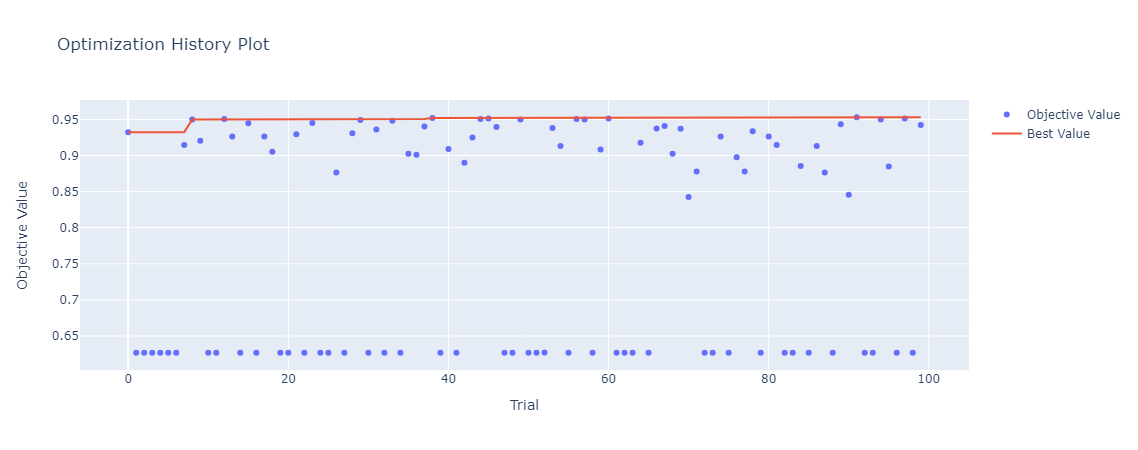 Optimization History Plot
Objective Value
Best Value
0.95
0.9
0.85
0.8
0.75
0.7
0.65
Objective Value
0 20 40 60 80 100
Trial